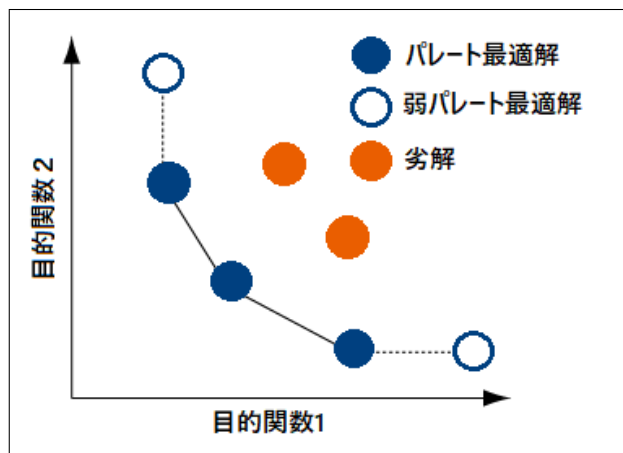 パレート最適解
弱パレート最適解
劣解
目的関数２
目的関数1